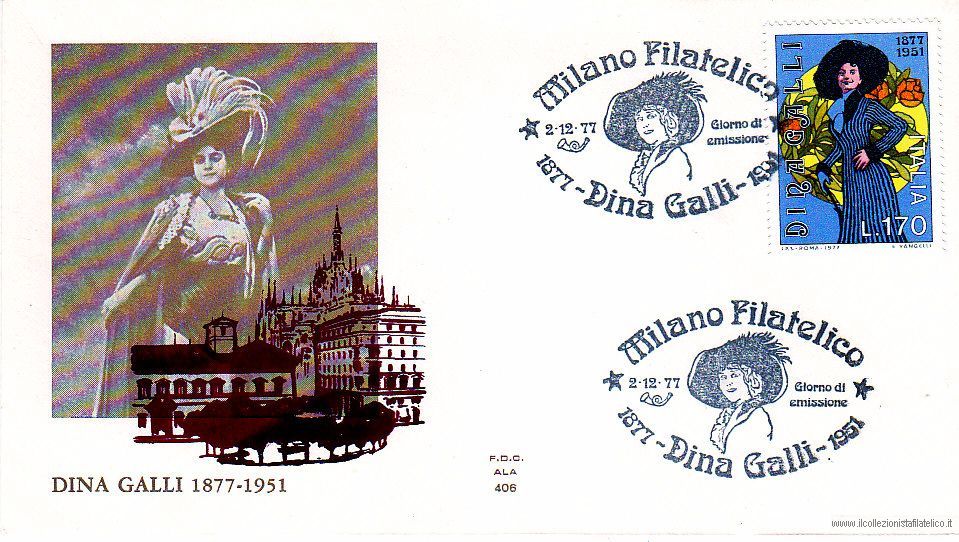 Milano Filatelico
2·12·77
Giorno di
emissione
1877 - Dina Galli - 1951
1877
1951
DINA GALLI
ITALIA
L.170
I.P.S.-ROMA-1977
E. VANGELLI
Milano Filatelico
2·12·77
Giorno di
emissione
1877 - Dina Galli - 1951
F.D.C.
ALA
406
DINA GALLI 1877-1951
www.ilcollezionistafilatelico.it